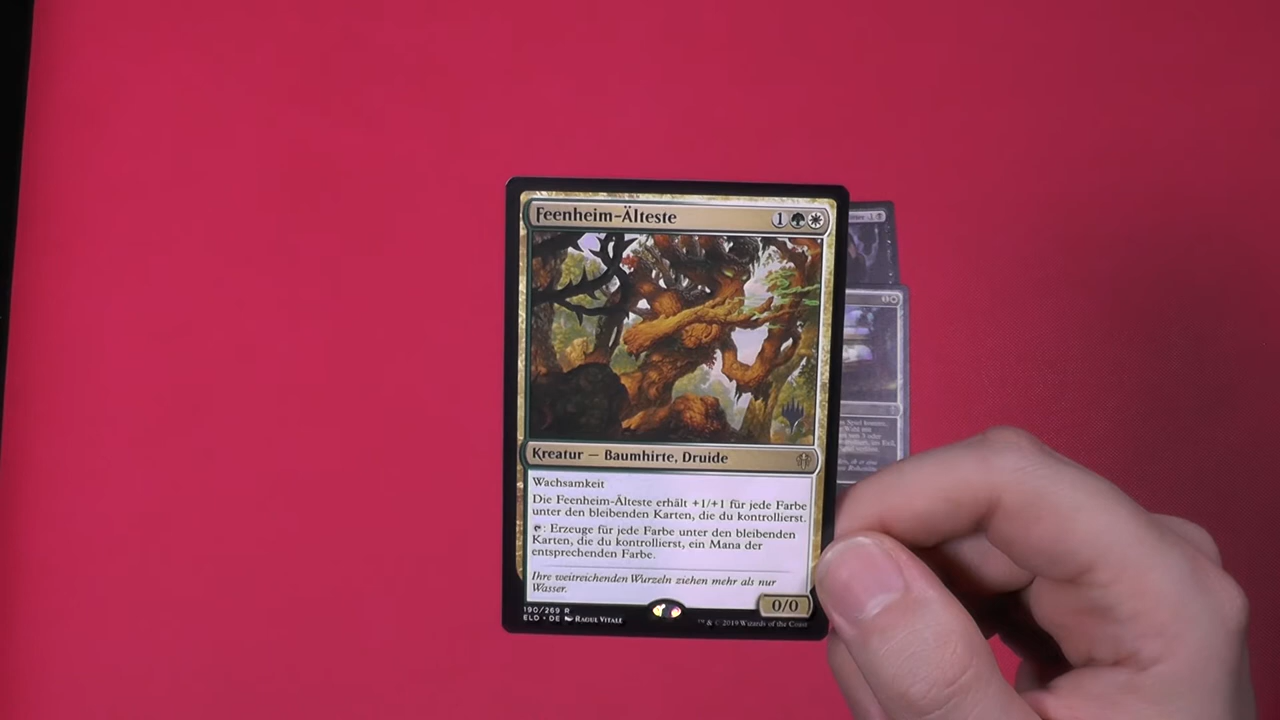 Feenheim-Älteste
1
Kreatur — Baumhirte, Druide
Wachsamkeit
Die Feenheim-Älteste erhält +1/+1 für jede Farbe
unter den bleibenden Karten, die du kontrollierst.
: Erzeuge für jede Farbe unter den bleibenden
Karten, die du kontrollierst, ein Mana der
entsprechenden Farbe.
Ihre weitreichenden Wurzeln ziehen mehr als nur
Wasser.
0/0
190/269 R
ELD • DE RAOUL VITALE
™ & © 2019 Wizards of the Coast